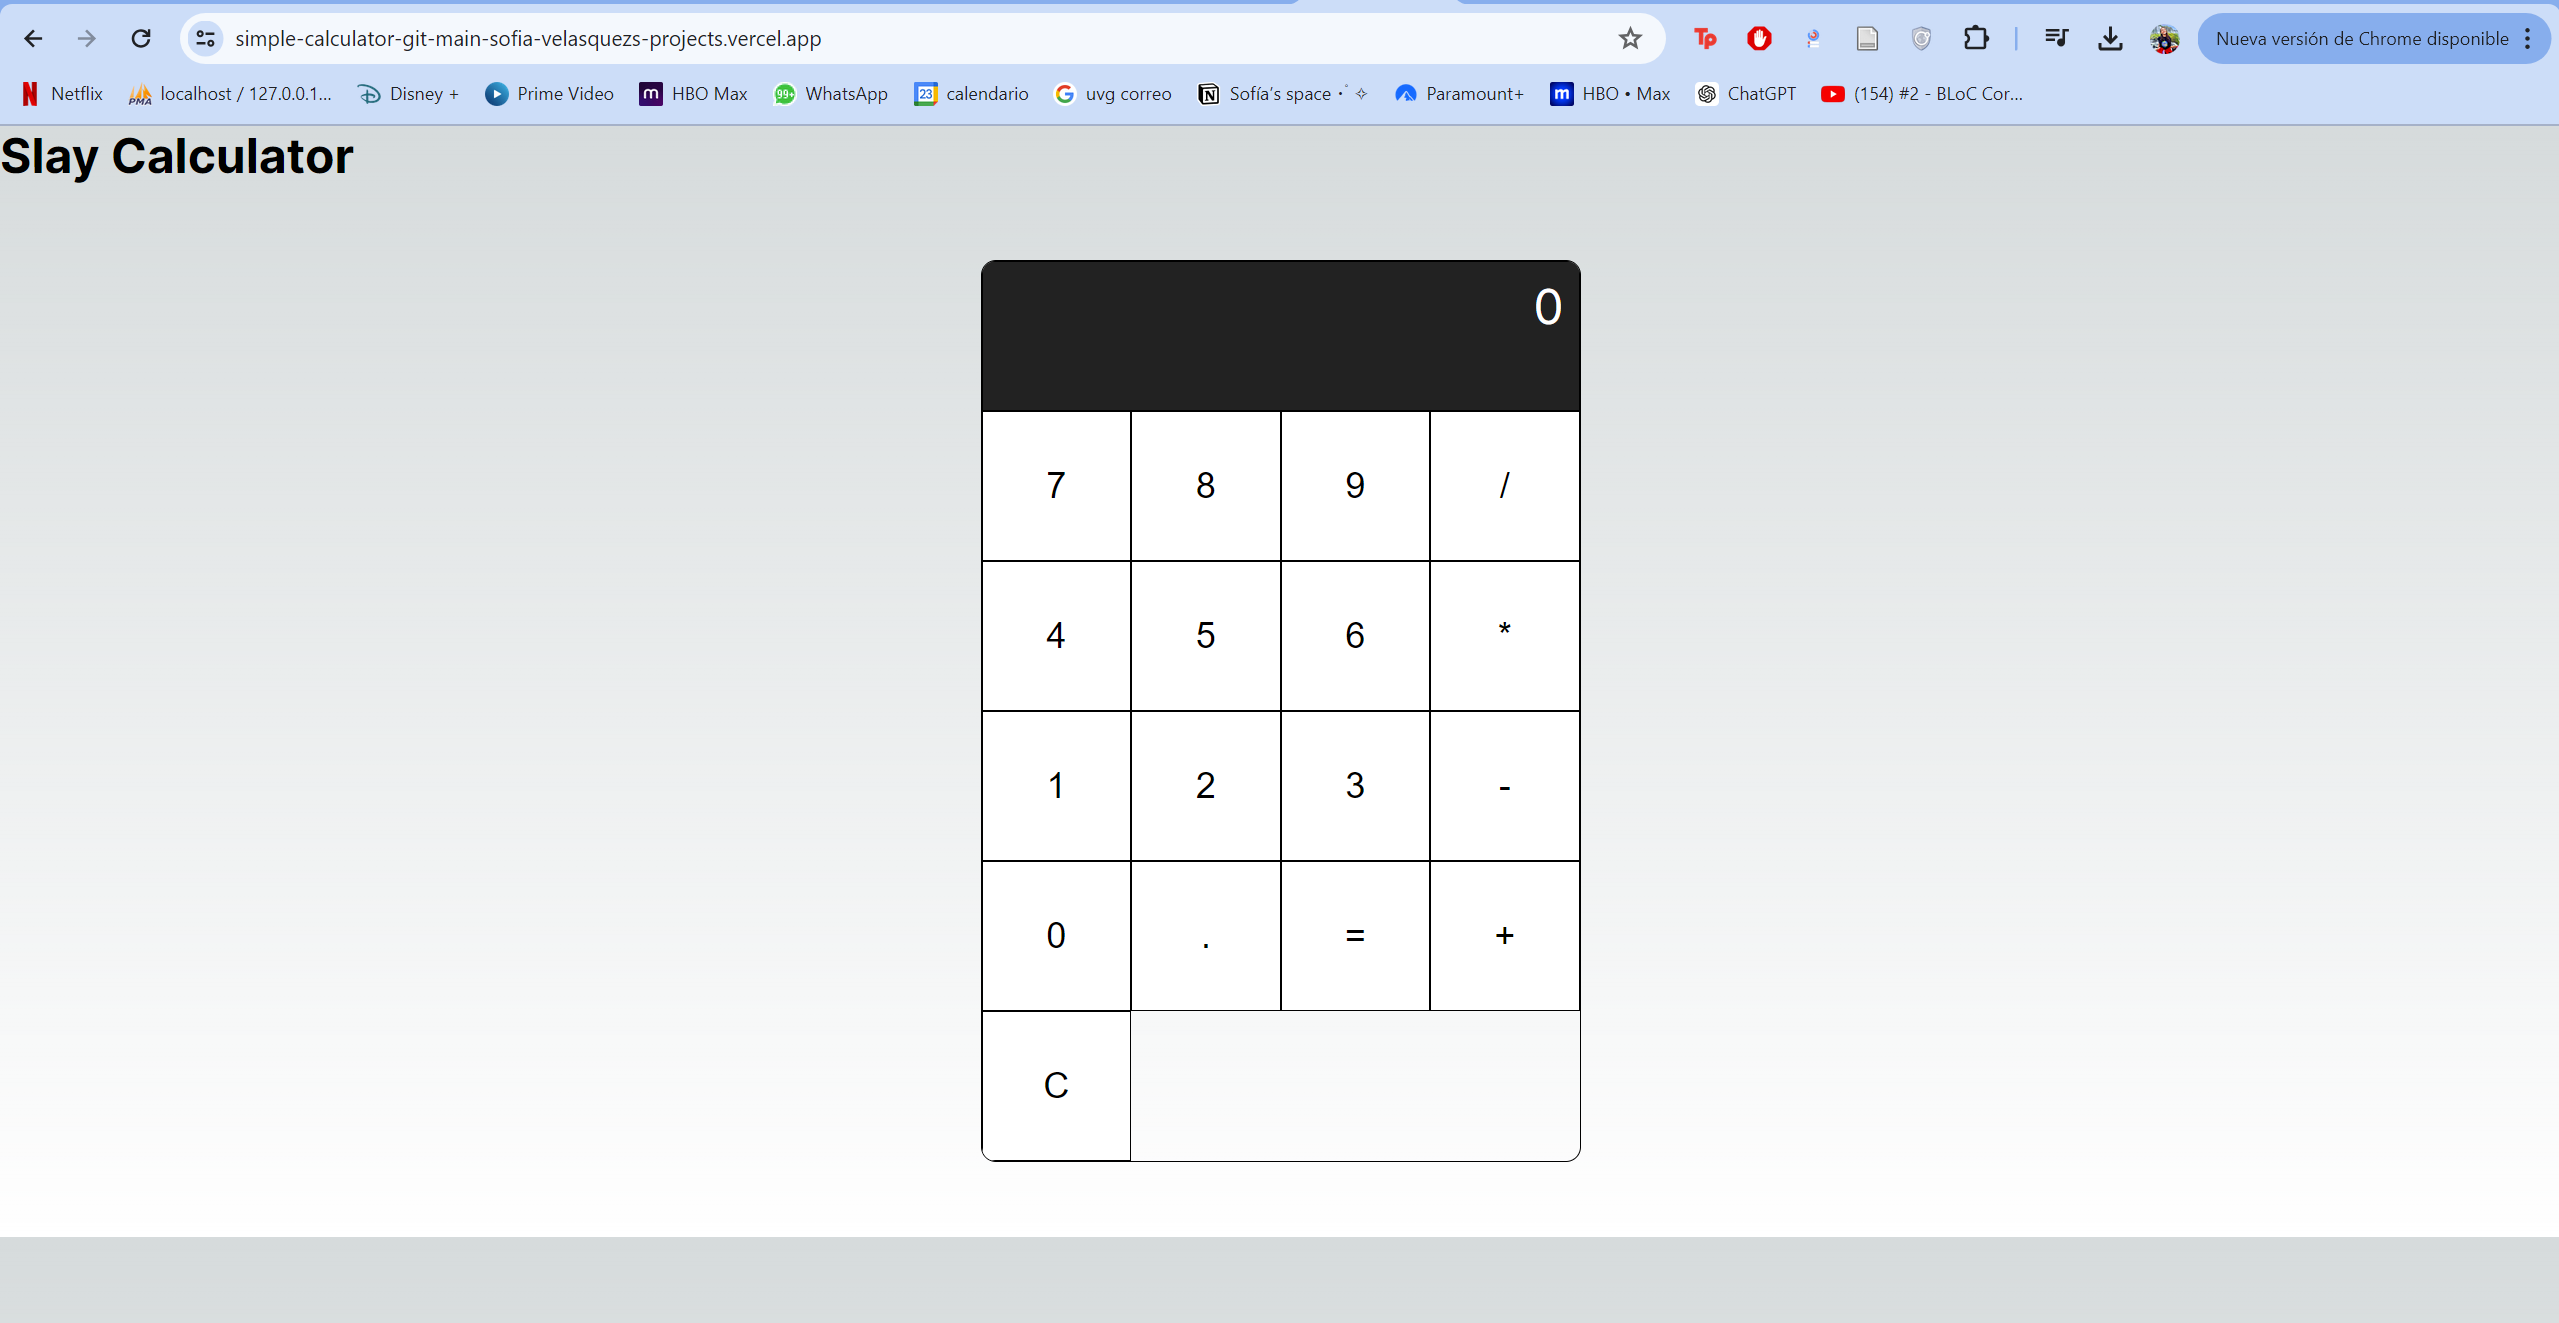 simple-calculator-git-main-sofia-velasquezs-projects.vercel.app Nueva versión de Chrome disponible
Netflix localhost / 127.0.0.1... Disney + Prime Video HBO Max WhatsApp calendario uvg correo Sofía's space Paramount+ HBO • Max ChatGPT (154) #2 - BLoC Cor...
Slay Calculator
0
7 8 9 /
4 5 6 *
1 2 3 -
0 . = +
C